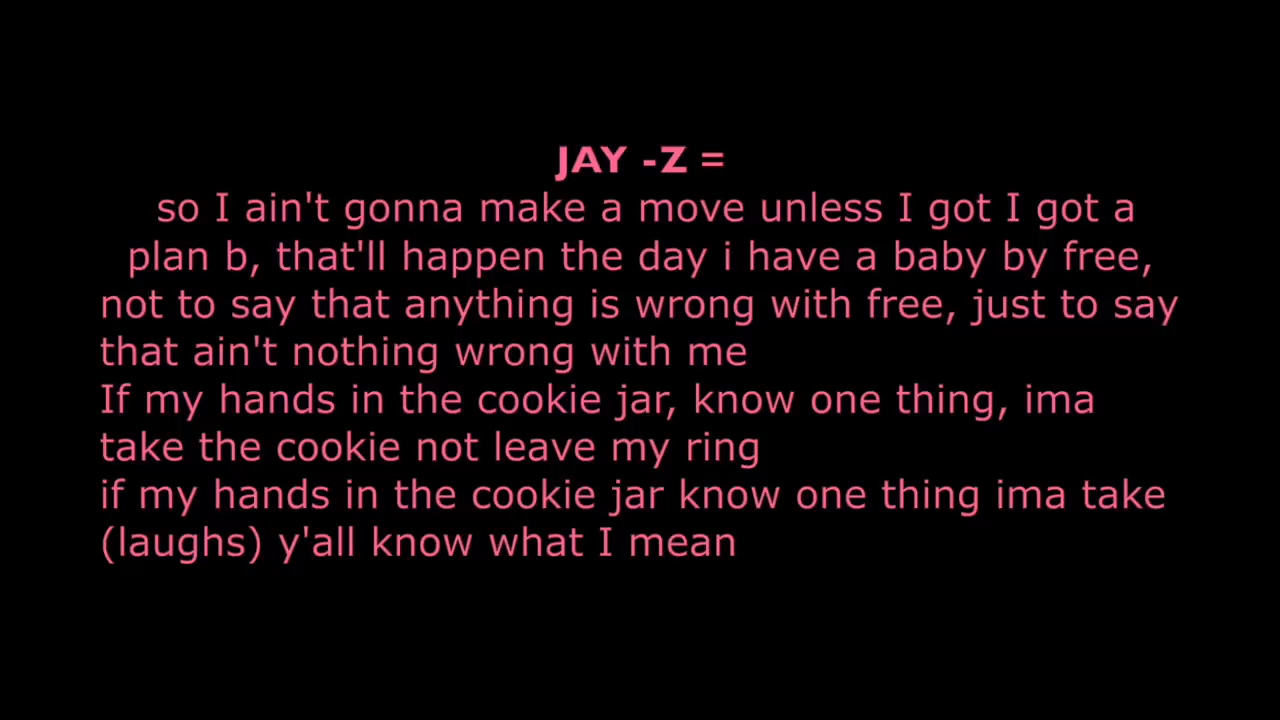 JAY -Z =
so I ain't gonna make a move unless I got I got a
plan b, that'll happen the day i have a baby by free,
not to say that anything is wrong with free, just to say
that ain't nothing wrong with me
If my hands in the cookie jar, know one thing, ima
take the cookie not leave my ring
if my hands in the cookie jar know one thing ima take
(laughs) y'all know what I mean